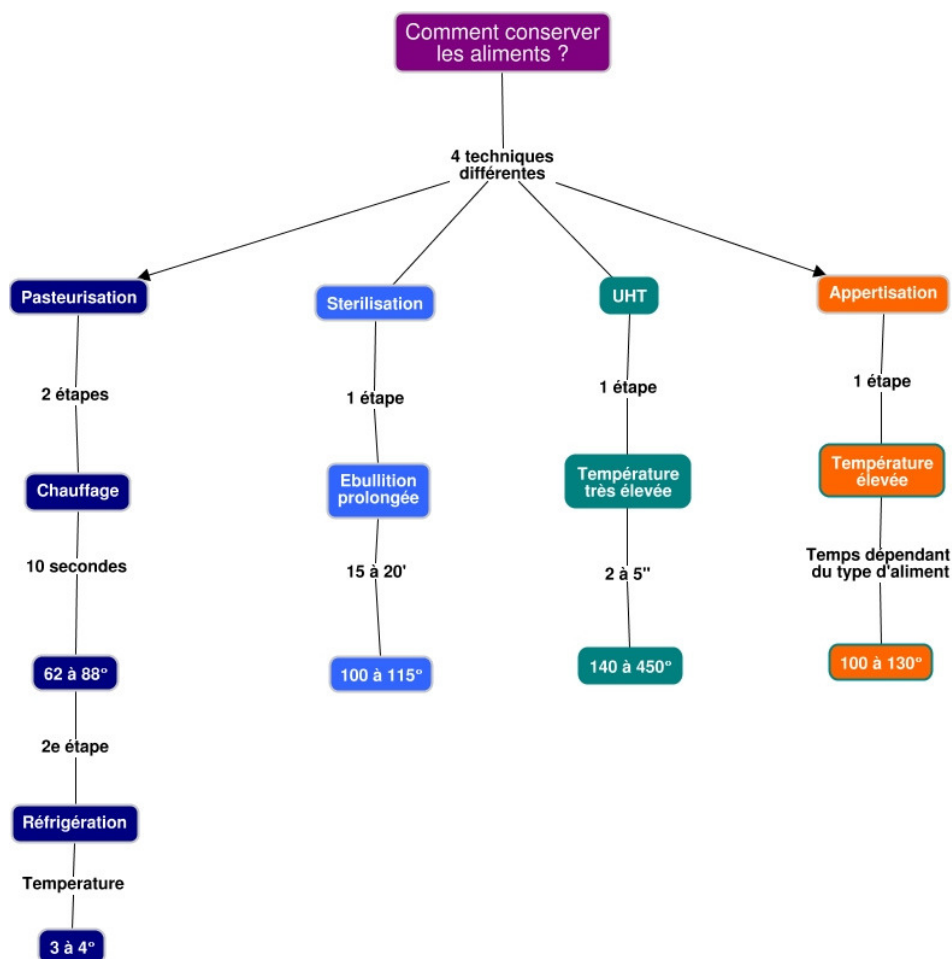 Comment conserver
les aliments ?
4 techniques
différentes
Pasteurisation
Sterilisation
UHT
Appertisation
2 étapes
1 étape
1 étape
1 étape
Chauffage
Ebullition
prolongée
Température
très élevée
Température
élevée
10 secondes
15 à 20'
2 à 5"
Temps dépendant
du type d'aliment
62 à 88°
100 à 115°
140 à 450°
100 à 130°
2e étape
Réfrigération
Temperature
3 à 4°